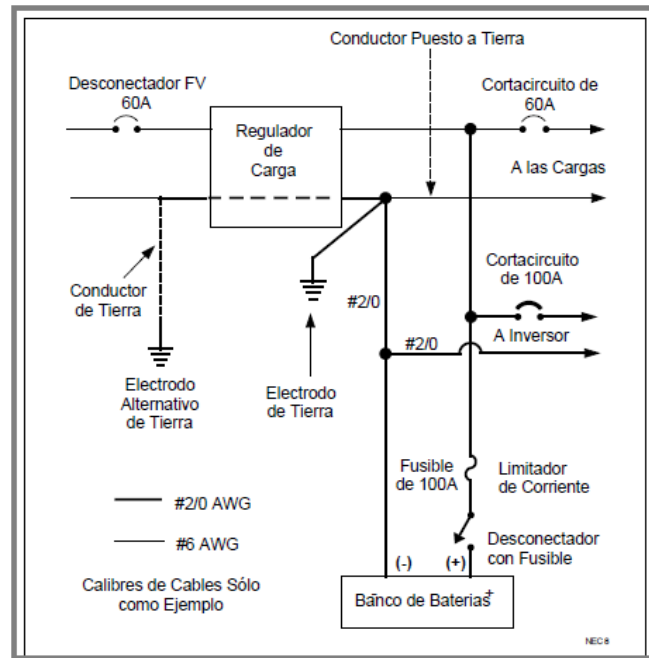 Conductor Puesto a Tierra
Desconectador FV
60A
Cortacircuito de
60A
Regulador
de
Carga
A las Cargas
Conductor
de Tierra
#2/0
Cortacircuito
de 100A
#2/0
A Inversor
Electrodo
Alternativo
de Tierra
Electrodo
de Tierra
Fusible
de 100A
Limitador
de Corriente
#2/0 AWG
#6 AWG
Desconectador
con Fusible
(-)
(+)
Calibres de Cables Sólo
como Ejemplo
- +
Banco de Baterias
NEC 8